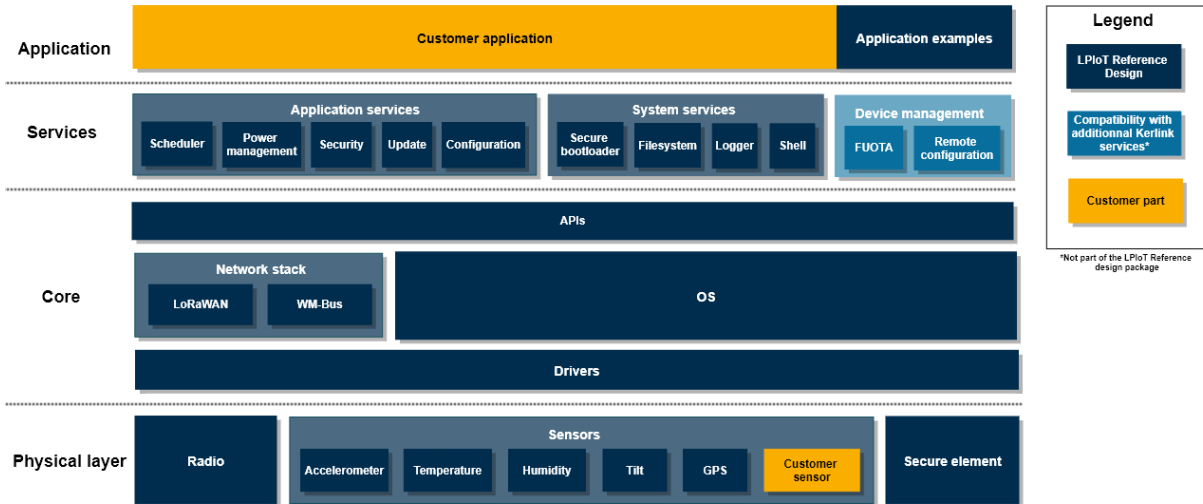 Application
Customer application
Application examples
Services
Application services
Scheduler
Power
management
Security
Update
Configuration
System services
Secure
bootloader
Filesystem
Logger
Shell
Device management
FUOTA
Remote
configuration
Core
APIs
Network stack
LoRaWAN
WM-Bus
OS
Drivers
Physical layer
Radio
Sensors
Accelerometer
Temperature
Humidity
Tilt
GPS
Customer
sensor
Secure element
Legend
LPIoT Reference
Design
Compatibility with
additionnal Kerlink
services*
Customer part
*Not part of the LPIoT Reference
design package